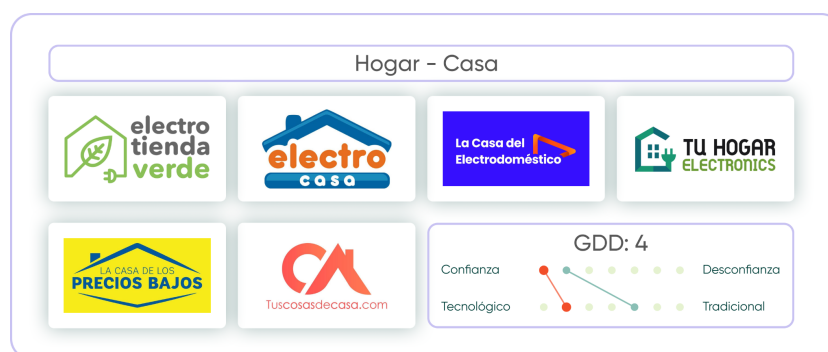 Hogar - Casa
electro
tienda
verde
electro
casa
La Casa del
Electrodoméstico
TU HOGAR
ELECTRONICS
LA CASA DE LOS
PRECIOS BAJOS
CA
Tuscosasdecasa.com
GDD: 4
Confianza Desconfianza
Tecnológico Tradicional